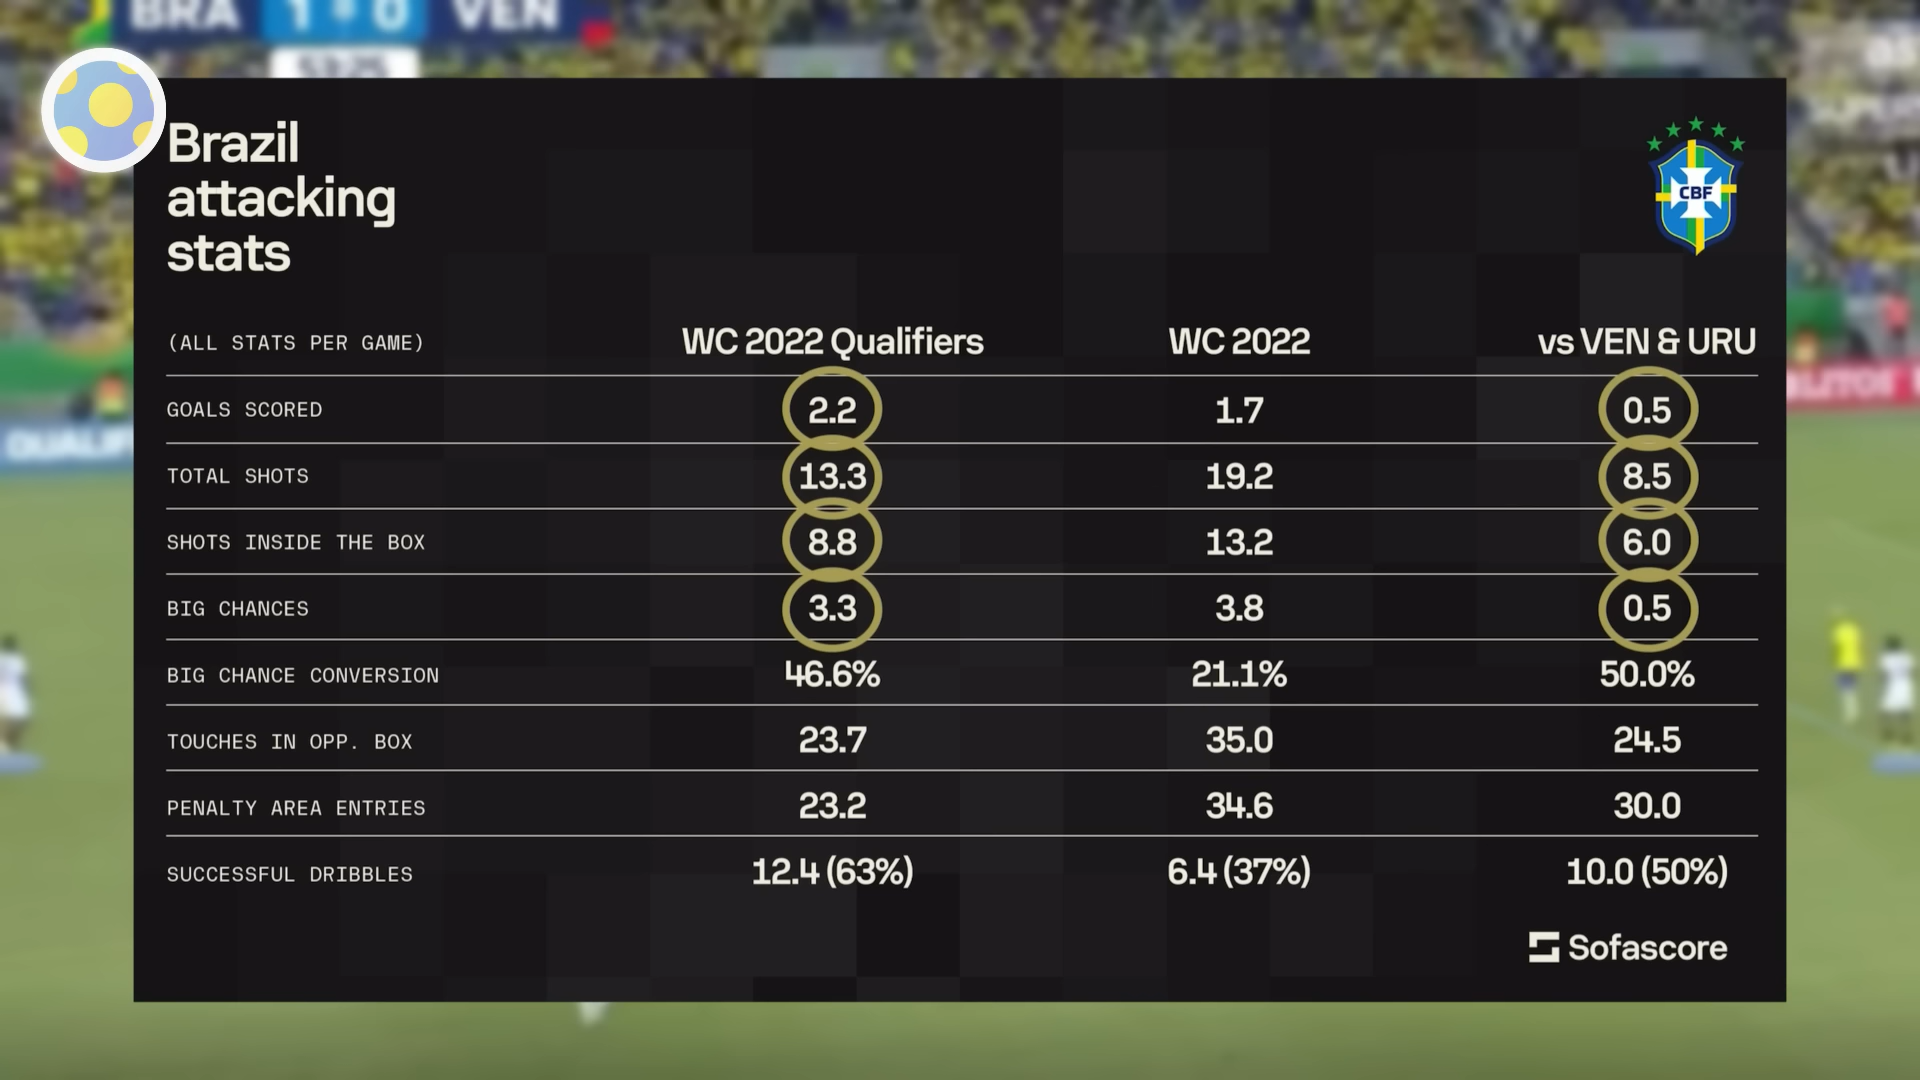 BRA 1 - 0 VEN
Brazil
attacking
stats
CBF
(ALL STATS PER GAME) WC 2022 Qualifiers WC 2022 vs VEN & URU
GOALS SCORED 2.2 1.7 0.5
TOTAL SHOTS 13.3 19.2 8.5
SHOTS INSIDE THE BOX 8.8 13.2 6.0
BIG CHANCES 3.3 3.8 0.5
BIG CHANCE CONVERSION 46.6% 21.1% 50.0%
TOUCHES IN OPP. BOX 23.7 35.0 24.5
PENALTY AREA ENTRIES 23.2 34.6 30.0
SUCCESSFUL DRIBBLES 12.4 (63%) 6.4 (37%) 10.0 (50%)
Sofascore